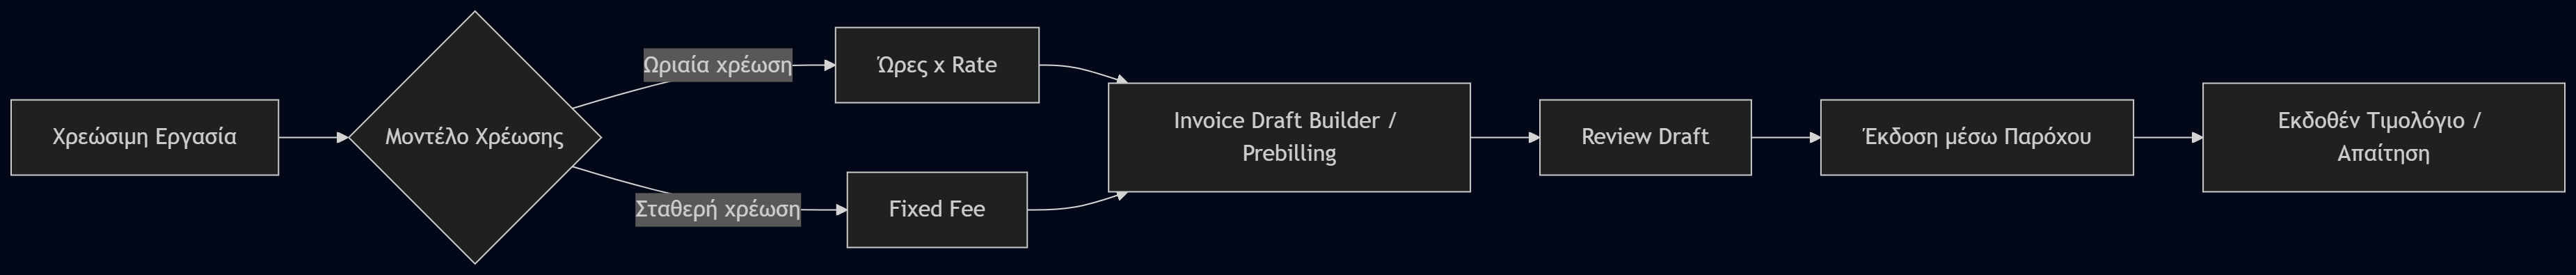 Χρεώσιμη Εργασία
Μοντέλο Χρέωσης
Ωριαία χρέωση
Ώρες x Rate
Σταθερή χρέωση
Fixed Fee
Invoice Draft Builder /
Prebilling
Review Draft
Έκδοση μέσω Παρόχου
Εκδοθέν Τιμολόγιο /
Απαίτηση